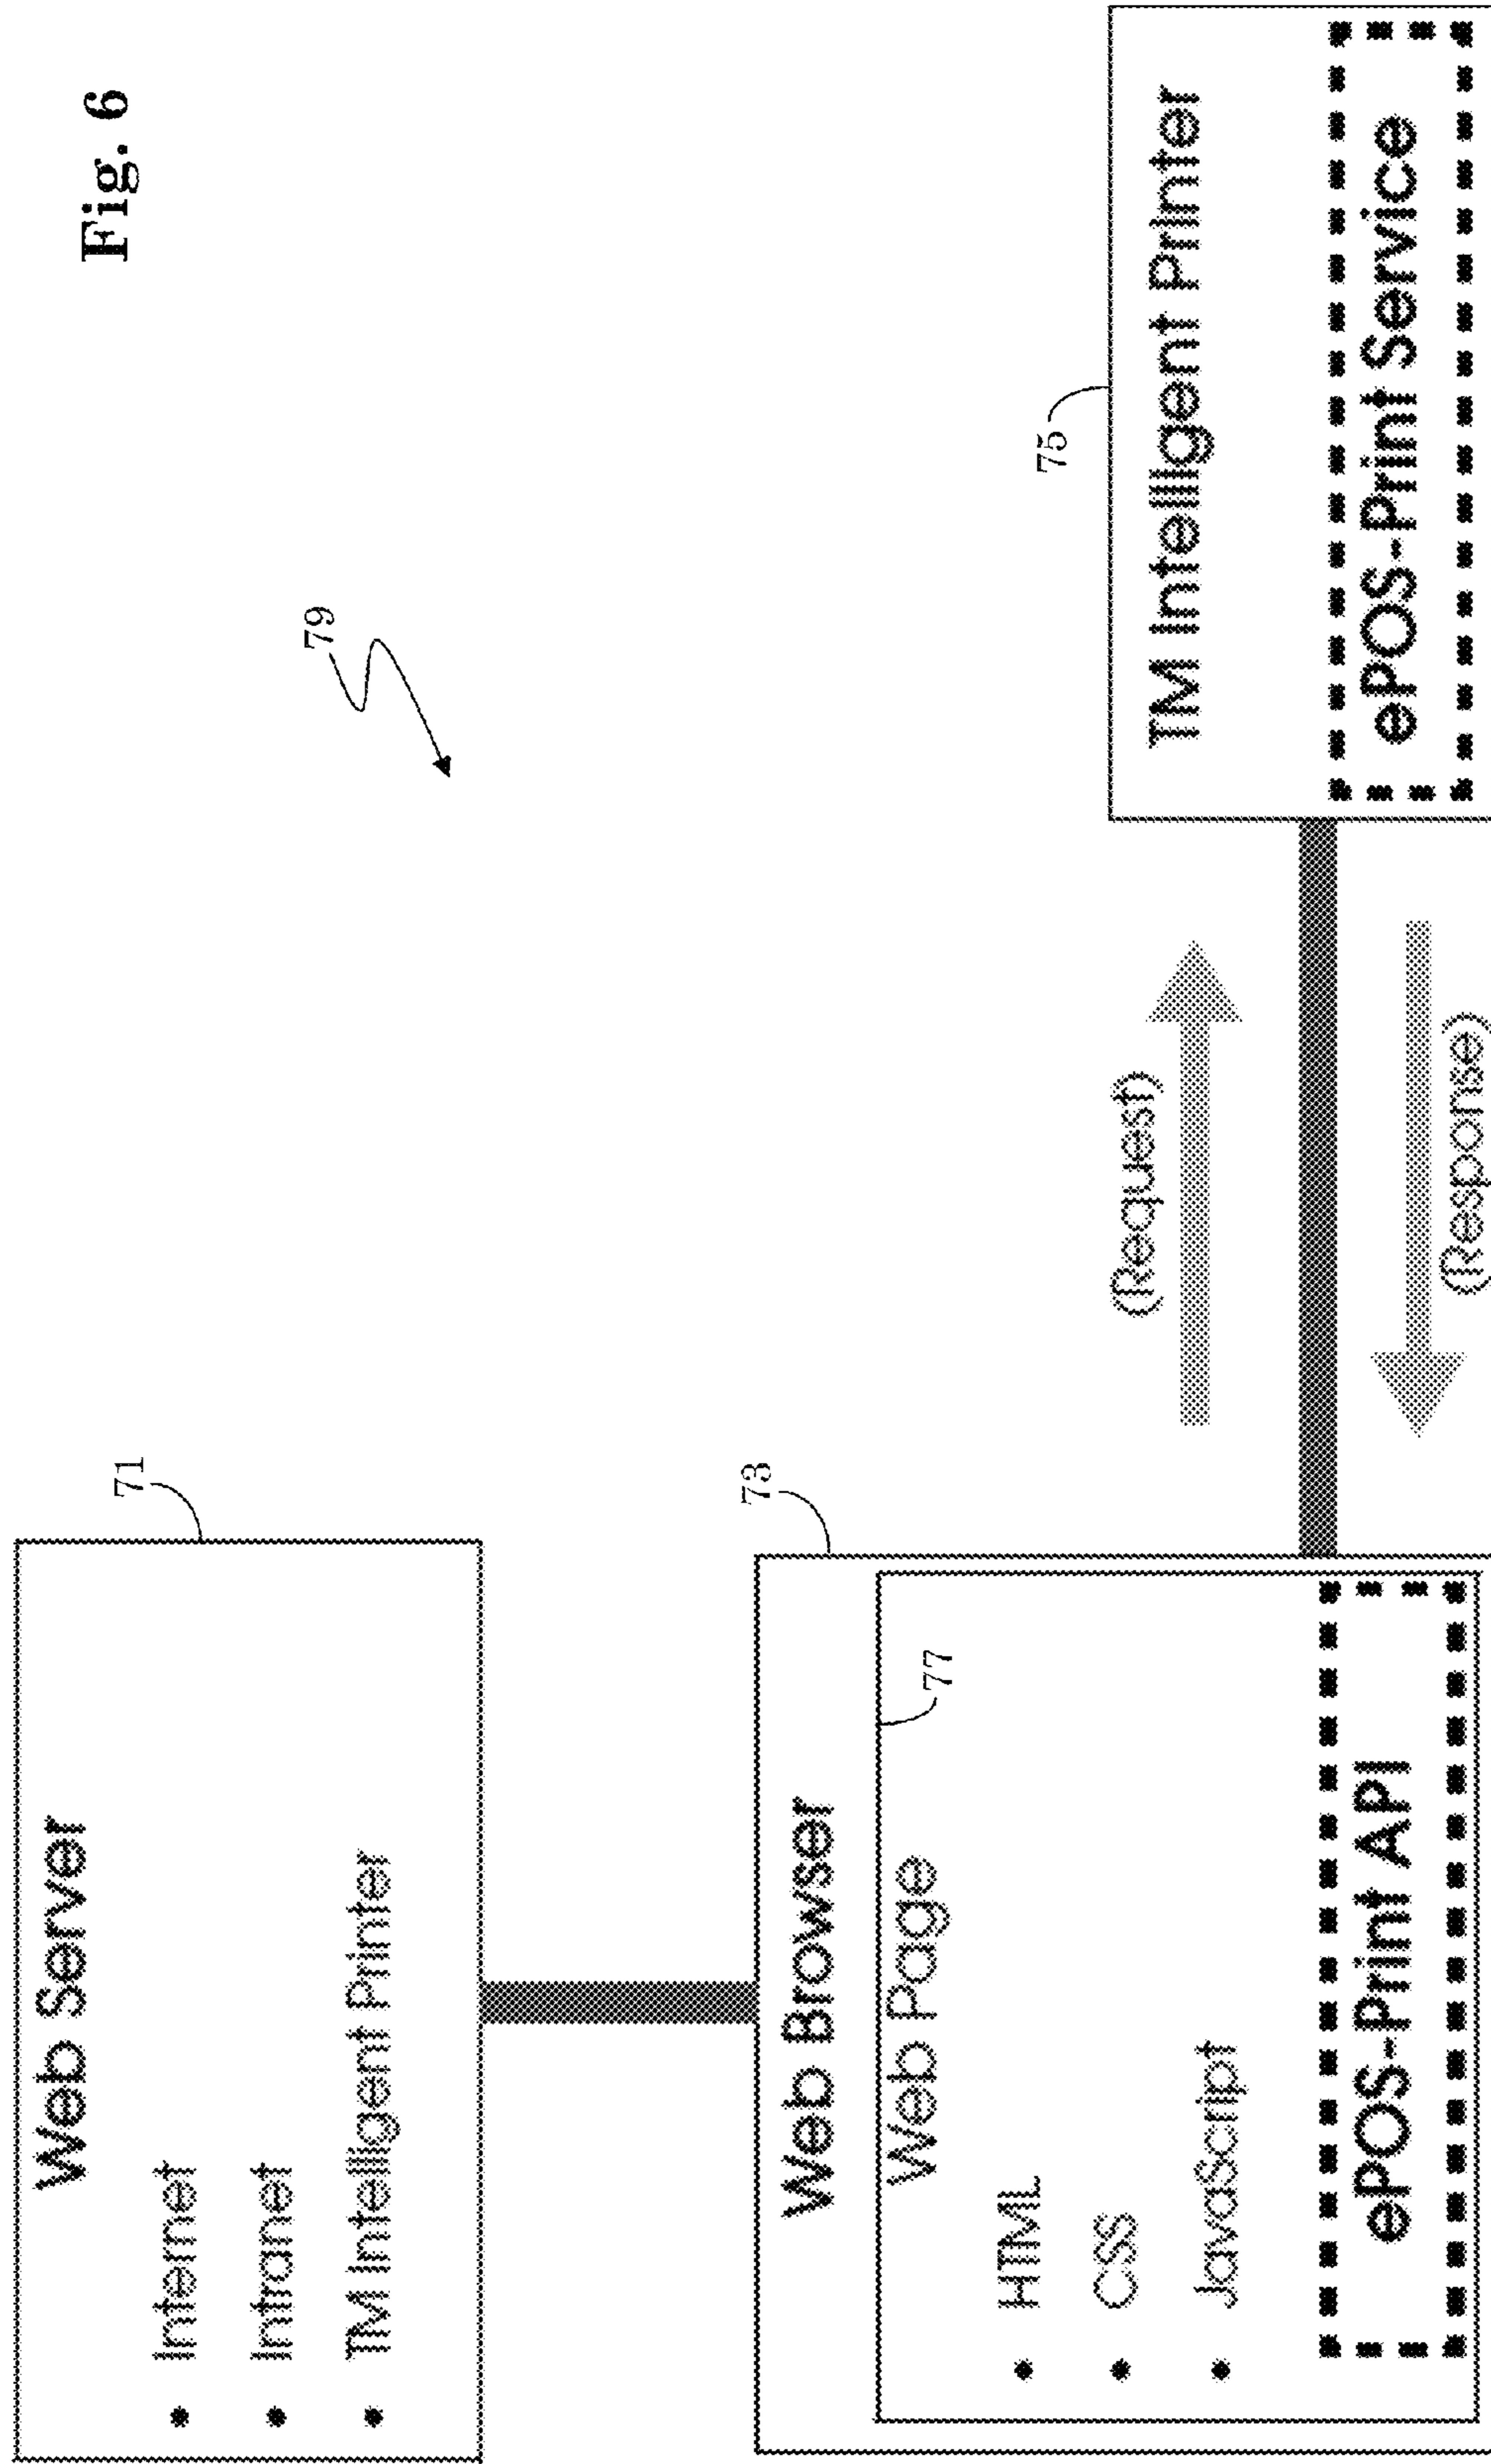 Fig. 6
79
71
Web Server
• Internet
• Intranet
• TM Intelligent Printer
73
Web Browser
77
Web Page
• HTML
• CSS
• JavaScript
ePOS-Print API
(Request)
(Response)
75
TM Intelligent Printer
ePOS-Print Service